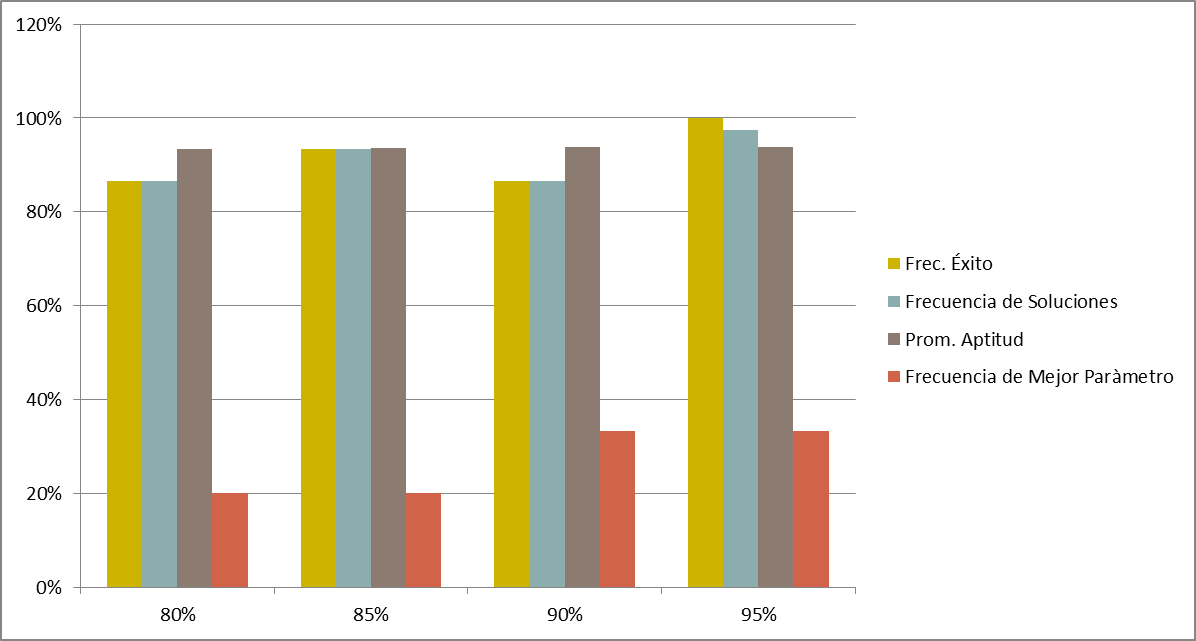 120%
100%
80%
60%
40%
20%
0%
80%
85%
90%
95%
Frec. Éxito
Frecuencia de Soluciones
Prom. Aptitud
Frecuencia de Mejor Paràmetro